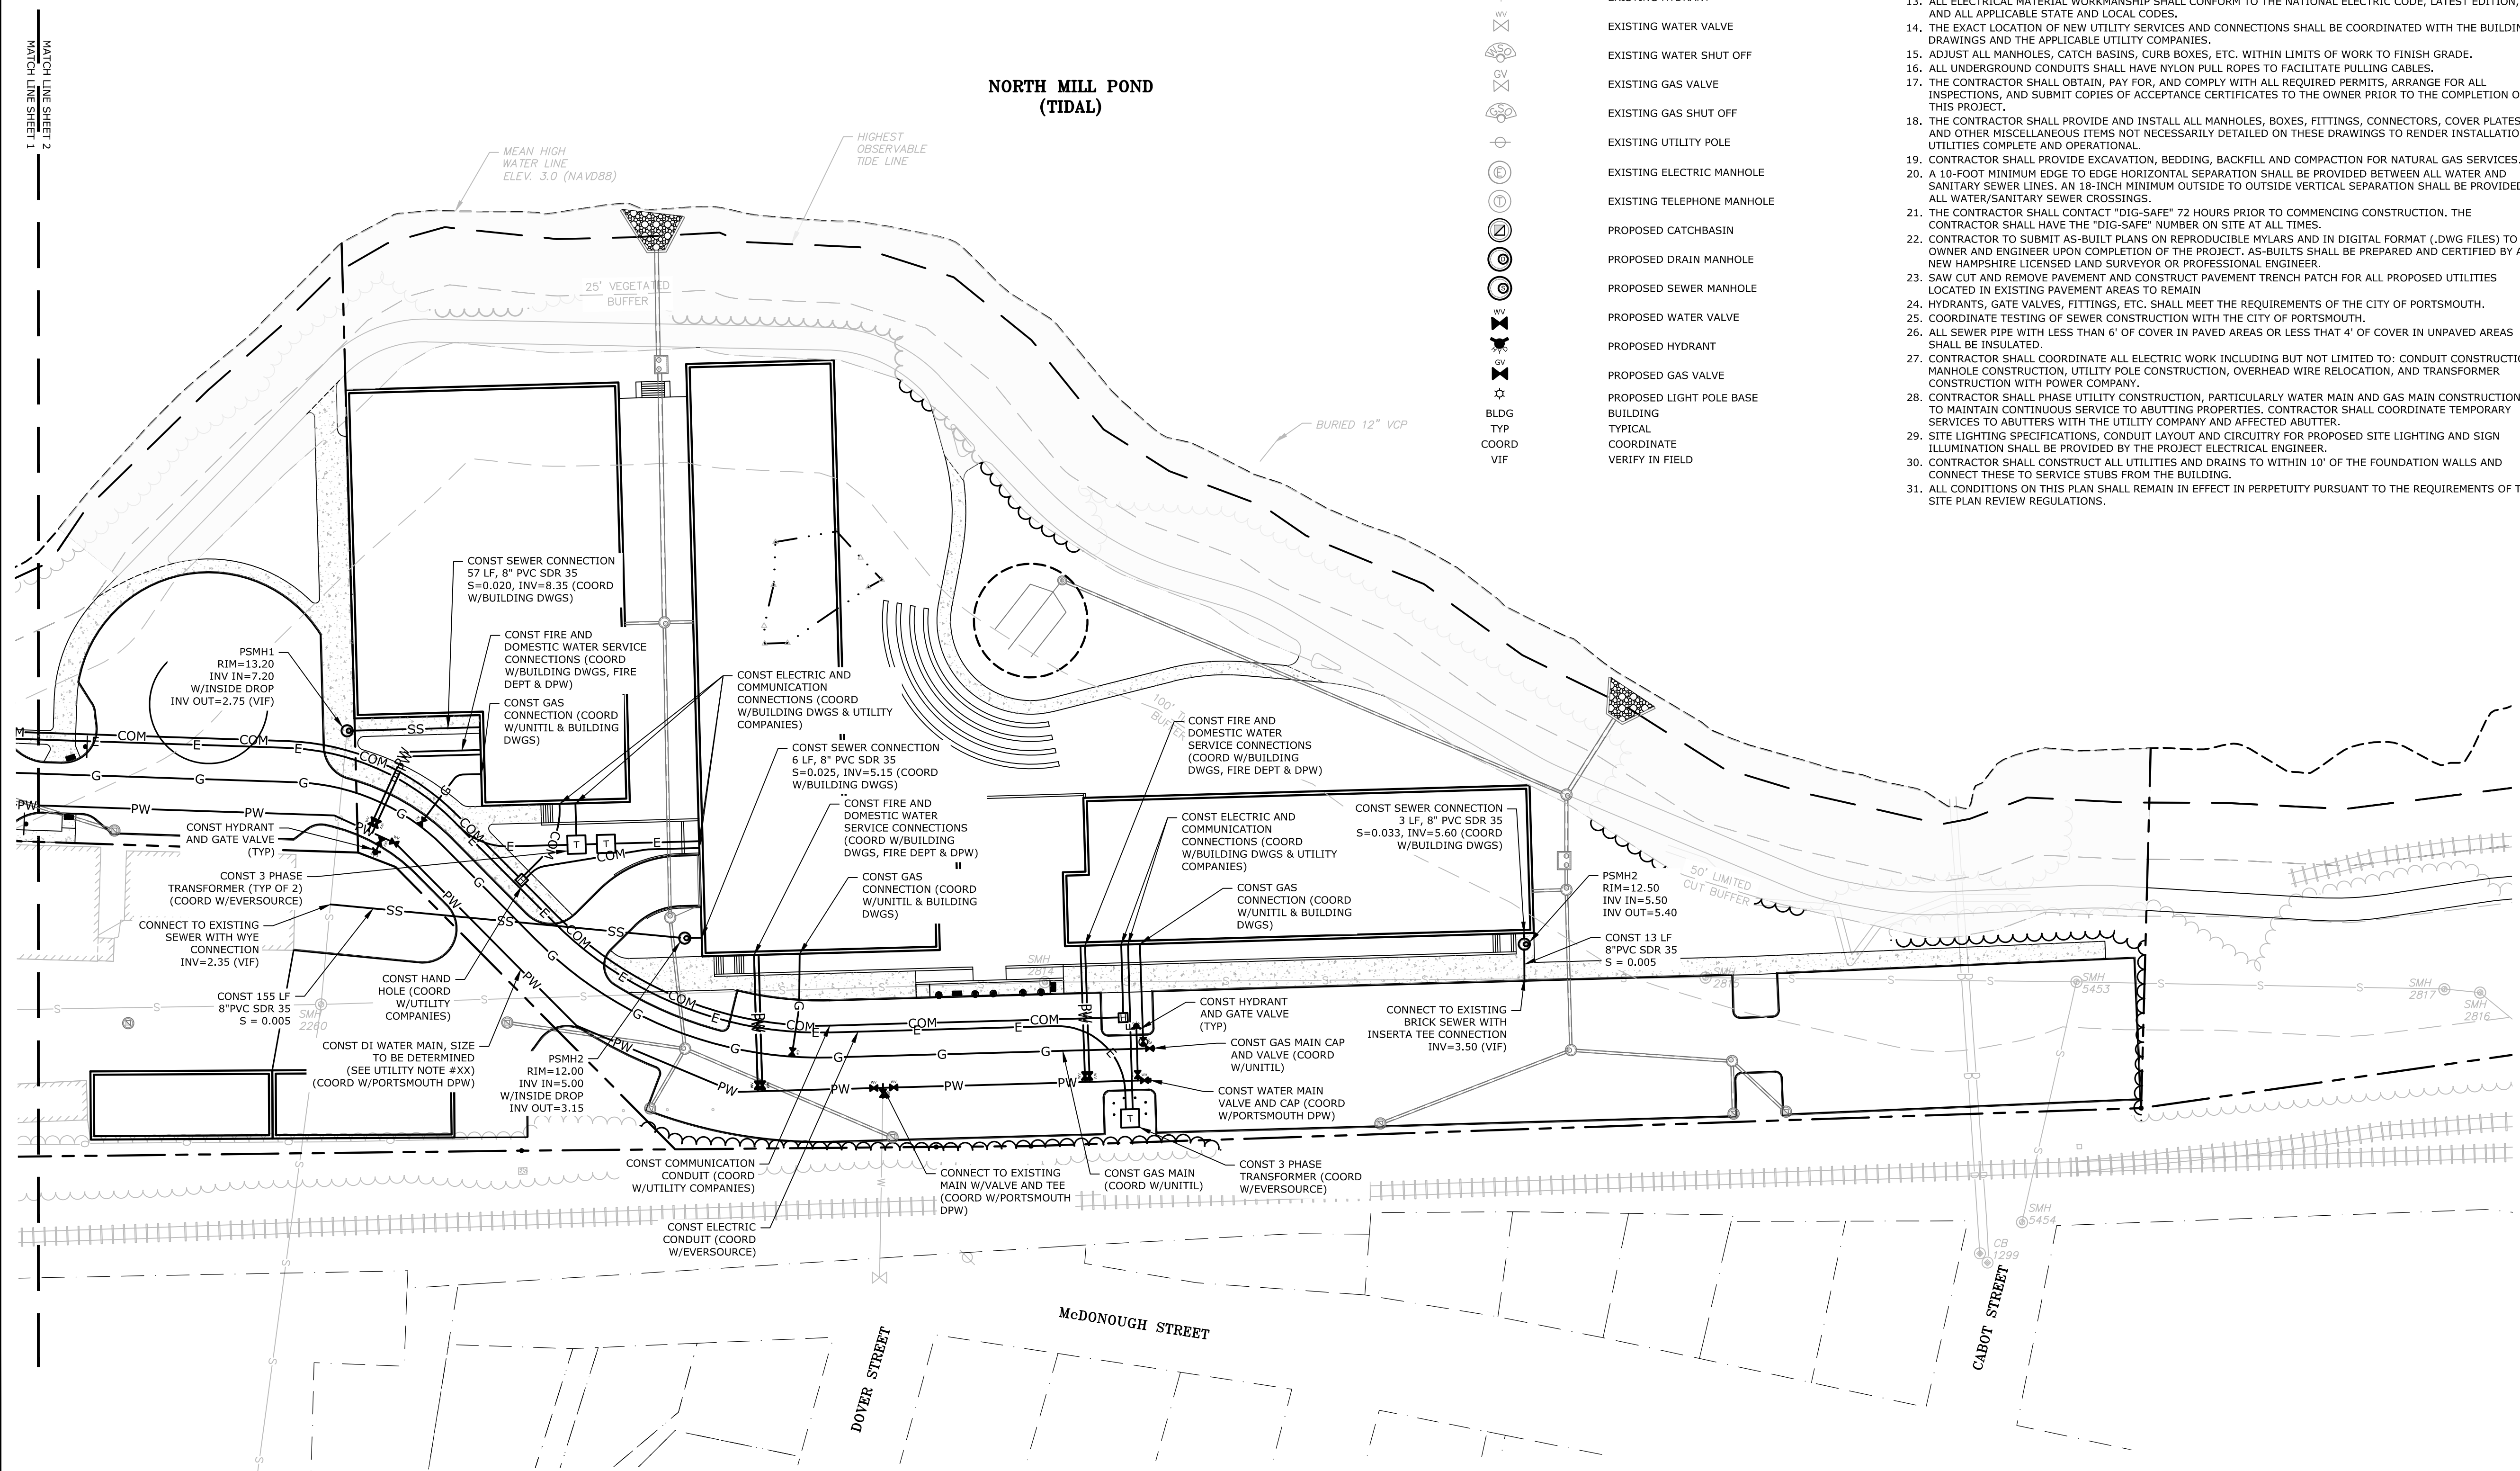 MATCH LINE SHEET 2
MATCH LINE SHEET 1
NORTH MILL POND
(TIDAL)
MEAN HIGH
WATER LINE
ELEV. 3.0 (NAVD88)
HIGHEST
OBSERVABLE
TIDE LINE
25' VEGETATED
BUFFER
BURIED 12" VCP
100'
BUFFER
50' LIMITED
CUT BUFFER
CONST SEWER CONNECTION
57 LF, 8" PVC SDR 35
S=0.020, INV=8.35 (COORD
W/BUILDING DWGS)
CONST FIRE AND
DOMESTIC WATER SERVICE
CONNECTIONS (COORD
W/BUILDING DWGS, FIRE
DEPT & DPW)
CONST GAS
CONNECTION (COORD
W/UNITIL & BUILDING
DWGS)
PSMH1
RIM=13.20
INV IN=7.20
W/INSIDE DROP
INV OUT=2.75 (VIF)
CONST ELECTRIC AND
COMMUNICATION
CONNECTIONS (COORD
W/BUILDING DWGS & UTILITY
COMPANIES)
CONST SEWER CONNECTION
6 LF, 8" PVC SDR 35
S=0.025, INV=5.15 (COORD
W/BUILDING DWGS)
CONST FIRE AND
DOMESTIC WATER
SERVICE CONNECTIONS
(COORD W/BUILDING
DWGS, FIRE DEPT & DPW)
CONST GAS
CONNECTION (COORD
W/UNITIL & BUILDING
DWGS)
CONST FIRE AND
DOMESTIC WATER
SERVICE CONNECTIONS
(COORD W/BUILDING
DWGS, FIRE DEPT & DPW)
CONST ELECTRIC AND
COMMUNICATION
CONNECTIONS (COORD
W/BUILDING DWGS & UTILITY
COMPANIES)
CONST GAS
CONNECTION (COORD
W/UNITIL & BUILDING
DWGS)
CONST SEWER CONNECTION
3 LF, 8" PVC SDR 35
S=0.033, INV=5.60 (COORD
W/BUILDING DWGS)
PSMH2
RIM=12.50
INV IN=5.50
INV OUT=5.40
CONST 13 LF
8"PVC SDR 35
S = 0.005
CONNECT TO EXISTING
BRICK SEWER WITH
INSERTA TEE CONNECTION
INV=3.50 (VIF)
CONST HYDRANT
AND GATE VALVE
(TYP)
CONST 3 PHASE
TRANSFORMER (TYP OF 2)
(COORD W/EVERSOURCE)
CONNECT TO EXISTING
SEWER WITH WYE
CONNECTION
INV=2.35 (VIF)
CONST 155 LF
8"PVC SDR 35
S = 0.005
CONST HAND
HOLE (COORD
W/UTILITY
COMPANIES)
CONST DI WATER MAIN, SIZE
TO BE DETERMINED
(SEE UTILITY NOTE #XX)
(COORD W/PORTSMOUTH DPW)
PSMH2
RIM=12.00
INV IN=5.00
W/INSIDE DROP
INV OUT=3.15
CONST HYDRANT
AND GATE VALVE
(TYP)
CONST GAS MAIN CAP
AND VALVE (COORD
W/UNITIL)
CONST WATER MAIN
VALVE AND CAP (COORD
W/PORTSMOUTH DPW)
CONST COMMUNICATION
CONDUIT (COORD
W/UTILITY COMPANIES)
CONST ELECTRIC
CONDUIT (COORD
W/EVERSOURCE)
CONNECT TO EXISTING
MAIN W/VALVE AND TEE
(COORD W/PORTSMOUTH
DPW)
CONST GAS MAIN
(COORD W/UNITIL)
CONST 3 PHASE
TRANSFORMER (COORD
W/EVERSOURCE)
SMH
2260
SMH
2814
SMH
2815
SMH
5453
SMH
2817
SMH
2816
SMH
5454
CB
1299
DOVER STREET
McDONOUGH STREET
CABOT STREET
WV
EXISTING WATER VALVE
WSO
EXISTING WATER SHUT OFF
GV
EXISTING GAS VALVE
GSO
EXISTING GAS SHUT OFF
EXISTING UTILITY POLE
E
EXISTING ELECTRIC MANHOLE
T
EXISTING TELEPHONE MANHOLE
PROPOSED CATCHBASIN
PROPOSED DRAIN MANHOLE
PROPOSED SEWER MANHOLE
WV
PROPOSED WATER VALVE
PROPOSED HYDRANT
GV
PROPOSED GAS VALVE
PROPOSED LIGHT POLE BASE
BLDG BUILDING
TYP TYPICAL
COORD COORDINATE
VIF VERIFY IN FIELD
13. ALL ELECTRICAL MATERIAL WORKMANSHIP SHALL CONFORM TO THE NATIONAL ELECTRIC CODE, LATEST EDITION,
AND ALL APPLICABLE STATE AND LOCAL CODES.
14. THE EXACT LOCATION OF NEW UTILITY SERVICES AND CONNECTIONS SHALL BE COORDINATED WITH THE BUILDIN
DRAWINGS AND THE APPLICABLE UTILITY COMPANIES.
15. ADJUST ALL MANHOLES, CATCH BASINS, CURB BOXES, ETC. WITHIN LIMITS OF WORK TO FINISH GRADE.
16. ALL UNDERGROUND CONDUITS SHALL HAVE NYLON PULL ROPES TO FACILITATE PULLING CABLES.
17. THE CONTRACTOR SHALL OBTAIN, PAY FOR, AND COMPLY WITH ALL REQUIRED PERMITS, ARRANGE FOR ALL
INSPECTIONS, AND SUBMIT COPIES OF ACCEPTANCE CERTIFICATES TO THE OWNER PRIOR TO THE COMPLETION O
THIS PROJECT.
18. THE CONTRACTOR SHALL PROVIDE AND INSTALL ALL MANHOLES, BOXES, FITTINGS, CONNECTORS, COVER PLATES
AND OTHER MISCELLANEOUS ITEMS NOT NECESSARILY DETAILED ON THESE DRAWINGS TO RENDER INSTALLATIO
UTILITIES COMPLETE AND OPERATIONAL.
19. CONTRACTOR SHALL PROVIDE EXCAVATION, BEDDING, BACKFILL AND COMPACTION FOR NATURAL GAS SERVICES.
20. A 10-FOOT MINIMUM EDGE TO EDGE HORIZONTAL SEPARATION SHALL BE PROVIDED BETWEEN ALL WATER AND
SANITARY SEWER LINES. AN 18-INCH MINIMUM OUTSIDE TO OUTSIDE VERTICAL SEPARATION SHALL BE PROVIDED
ALL WATER/SANITARY SEWER CROSSINGS.
21. THE CONTRACTOR SHALL CONTACT "DIG-SAFE" 72 HOURS PRIOR TO COMMENCING CONSTRUCTION. THE
CONTRACTOR SHALL HAVE THE "DIG-SAFE" NUMBER ON SITE AT ALL TIMES.
22. CONTRACTOR TO SUBMIT AS-BUILT PLANS ON REPRODUCIBLE MYLARS AND IN DIGITAL FORMAT (.DWG FILES) TO
OWNER AND ENGINEER UPON COMPLETION OF THE PROJECT. AS-BUILTS SHALL BE PREPARED AND CERTIFIED BY A
NEW HAMPSHIRE LICENSED LAND SURVEYOR OR PROFESSIONAL ENGINEER.
23. SAW CUT AND REMOVE PAVEMENT AND CONSTRUCT PAVEMENT TRENCH PATCH FOR ALL PROPOSED UTILITIES
LOCATED IN EXISTING PAVEMENT AREAS TO REMAIN
24. HYDRANTS, GATE VALVES, FITTINGS, ETC. SHALL MEET THE REQUIREMENTS OF THE CITY OF PORTSMOUTH.
25. COORDINATE TESTING OF SEWER CONSTRUCTION WITH THE CITY OF PORTSMOUTH.
26. ALL SEWER PIPE WITH LESS THAN 6' OF COVER IN PAVED AREAS OR LESS THAT 4' OF COVER IN UNPAVED AREAS
SHALL BE INSULATED.
27. CONTRACTOR SHALL COORDINATE ALL ELECTRIC WORK INCLUDING BUT NOT LIMITED TO: CONDUIT CONSTRUCTIO
MANHOLE CONSTRUCTION, UTILITY POLE CONSTRUCTION, OVERHEAD WIRE RELOCATION, AND TRANSFORMER
CONSTRUCTION WITH POWER COMPANY.
28. CONTRACTOR SHALL PHASE UTILITY CONSTRUCTION, PARTICULARLY WATER MAIN AND GAS MAIN CONSTRUCTION
TO MAINTAIN CONTINUOUS SERVICE TO ABUTTING PROPERTIES. CONTRACTOR SHALL COORDINATE TEMPORARY
SERVICES TO ABUTTERS WITH THE UTILITY COMPANY AND AFFECTED ABUTTER.
29. SITE LIGHTING SPECIFICATIONS, CONDUIT LAYOUT AND CIRCUITRY FOR PROPOSED SITE LIGHTING AND SIGN
ILLUMINATION SHALL BE PROVIDED BY THE PROJECT ELECTRICAL ENGINEER.
30. CONTRACTOR SHALL CONSTRUCT ALL UTILITIES AND DRAINS TO WITHIN 10' OF THE FOUNDATION WALLS AND
CONNECT THESE TO SERVICE STUBS FROM THE BUILDING.
31. ALL CONDITIONS ON THIS PLAN SHALL REMAIN IN EFFECT IN PERPETUITY PURSUANT TO THE REQUIREMENTS OF T
SITE PLAN REVIEW REGULATIONS.